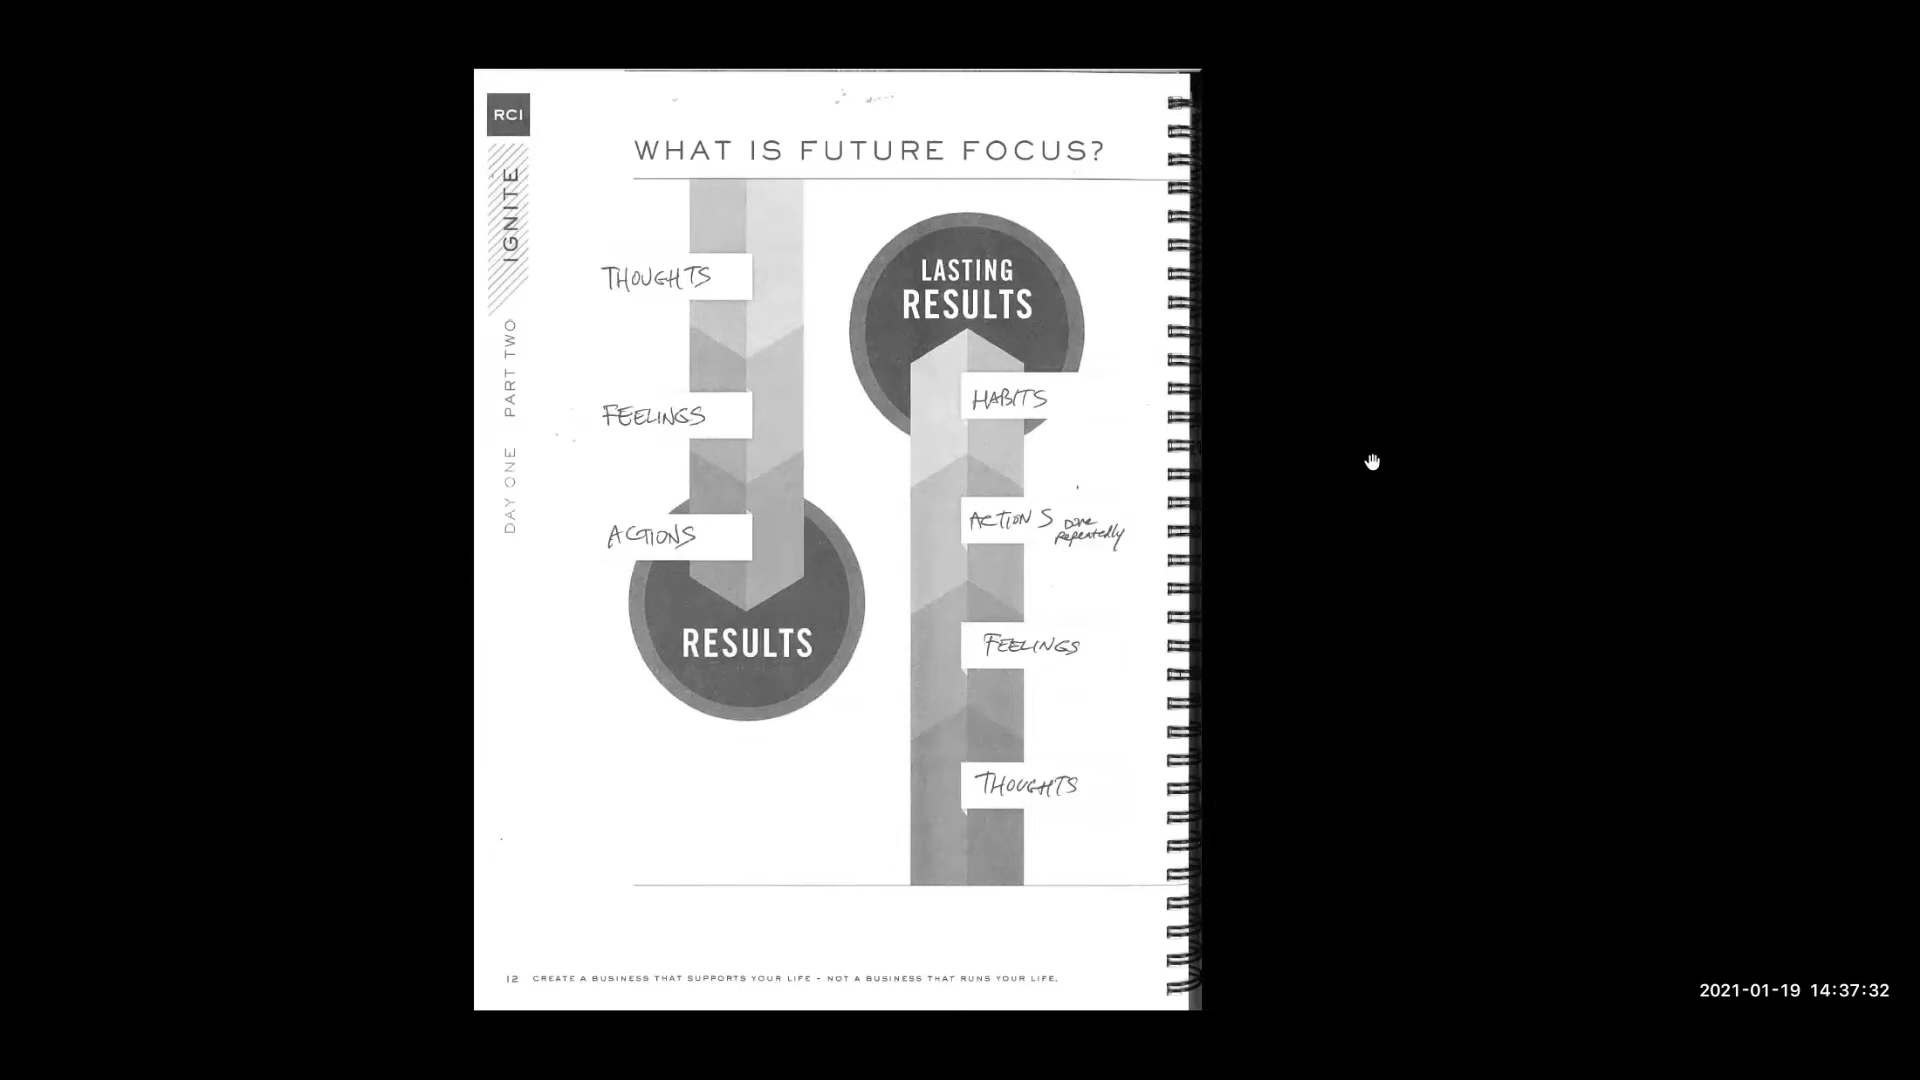 RCI
IGNITE
DAY ONE PART TWO
WHAT IS FUTURE FOCUS?
THOUGHTS
FEELINGS
ACTIONS
RESULTS
LASTING
RESULTS
HABITS
ACTIONS Done
repeatedly
FEELINGS
THOUGHTS
12 CREATE A BUSINESS THAT SUPPORTS YOUR LIFE - NOT A BUSINESS THAT RUNS YOUR LIFE.
2021-01-19 14:37:32